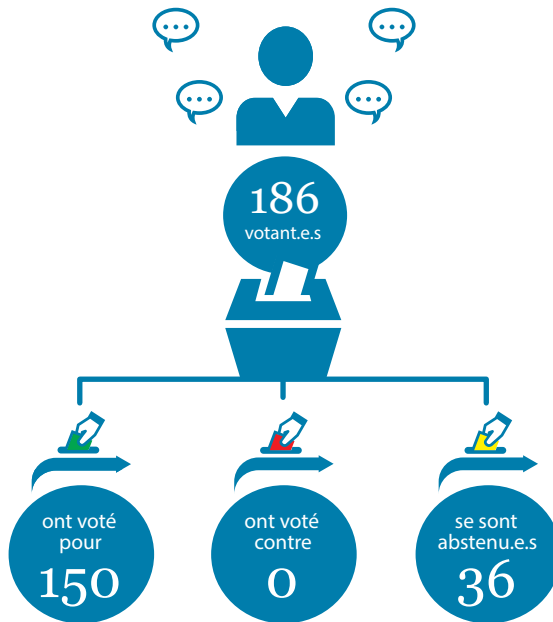 186
votant.e.s
ont voté
pour
150
ont voté
contre
0
se sont
abstenu.e.s
36